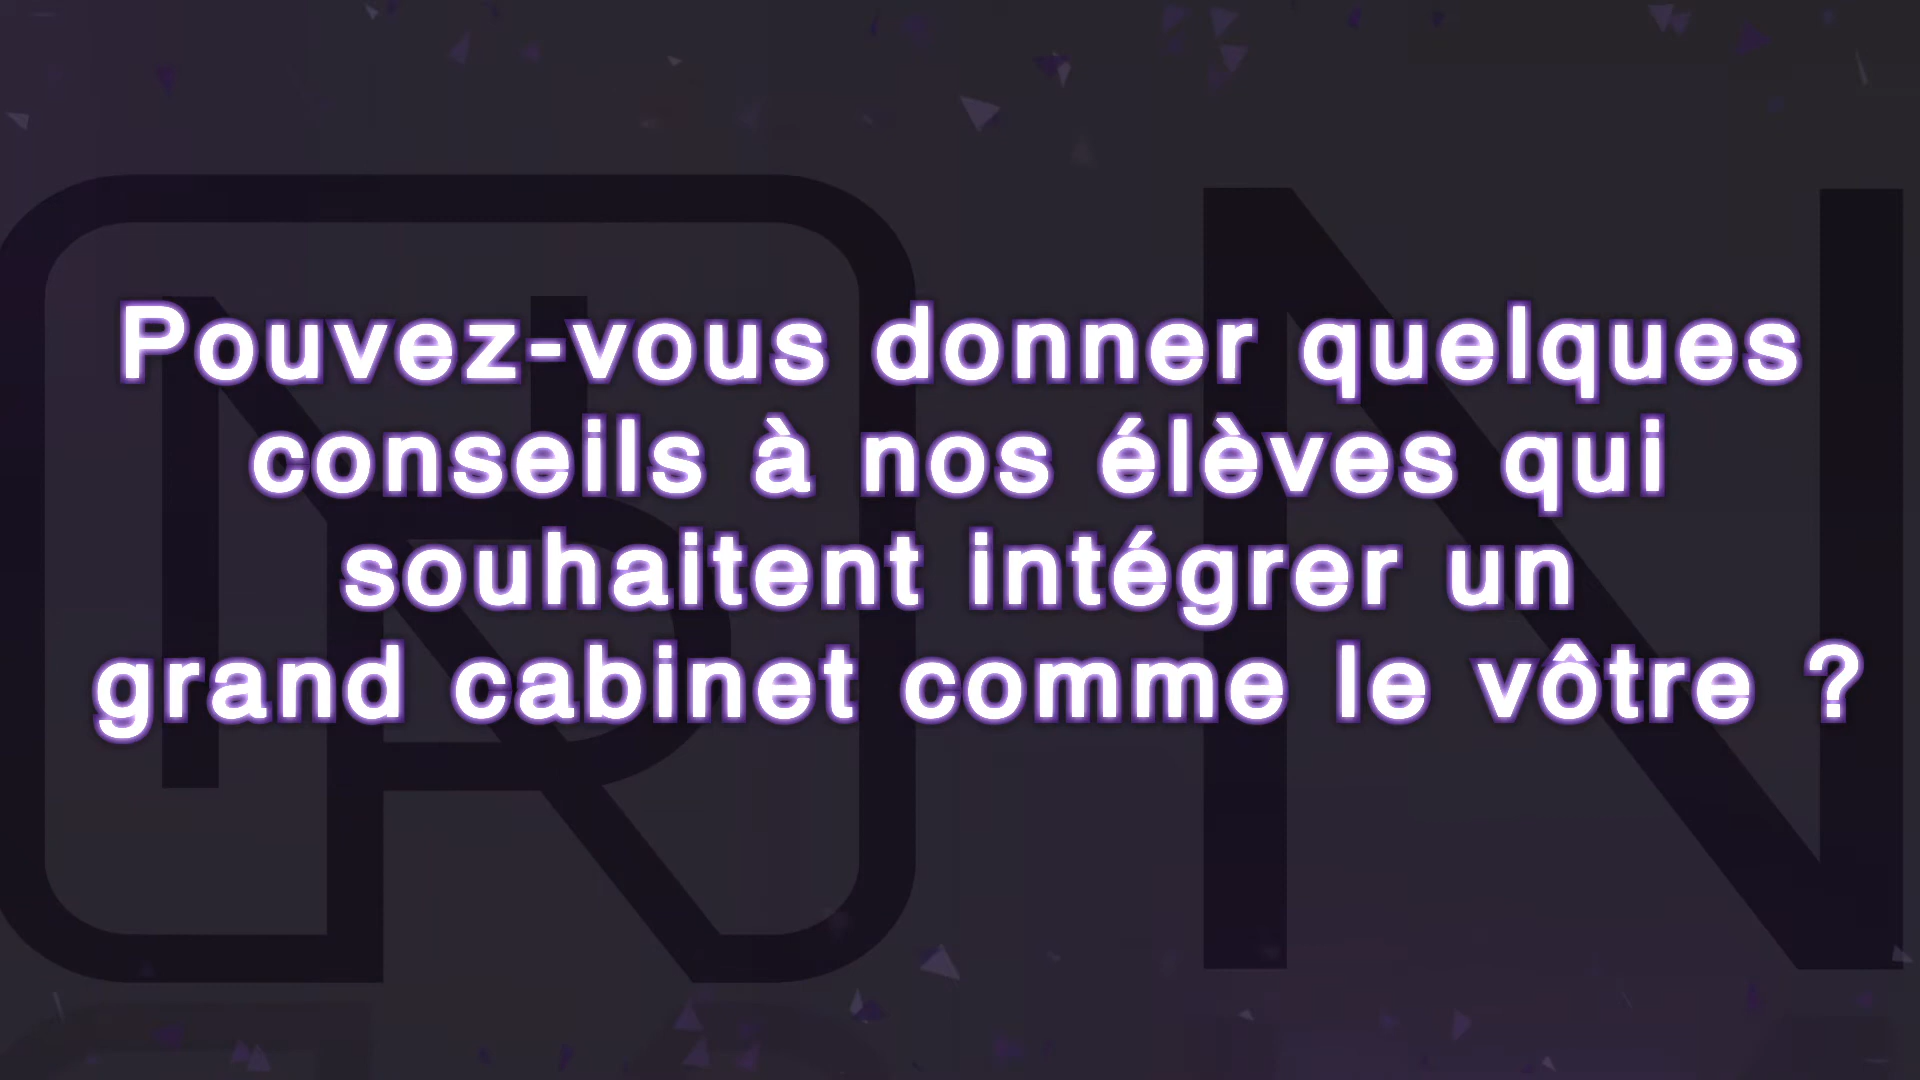 Pouvez-vous donner quelques
conseils à nos élèves qui
souhaitent intégrer un
grand cabinet comme le vôtre ?